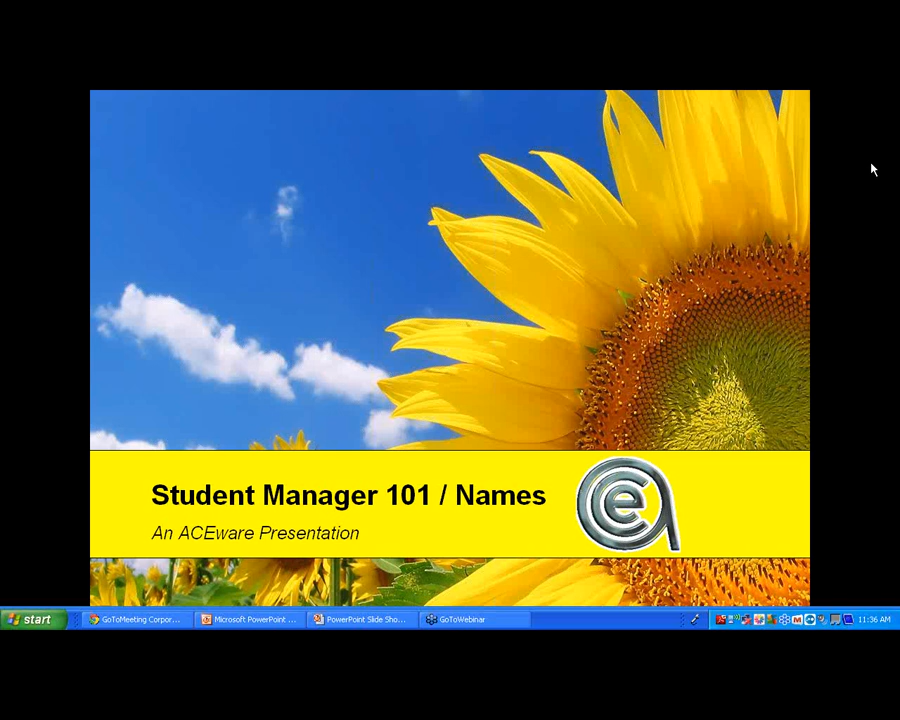 Student Manager 101 / Names
An ACEware Presentation
start
GoToMeeting Corpor...
Microsoft PowerPoint ...
PowerPoint Slide Sho...
GoToWebinar
11:36 AM